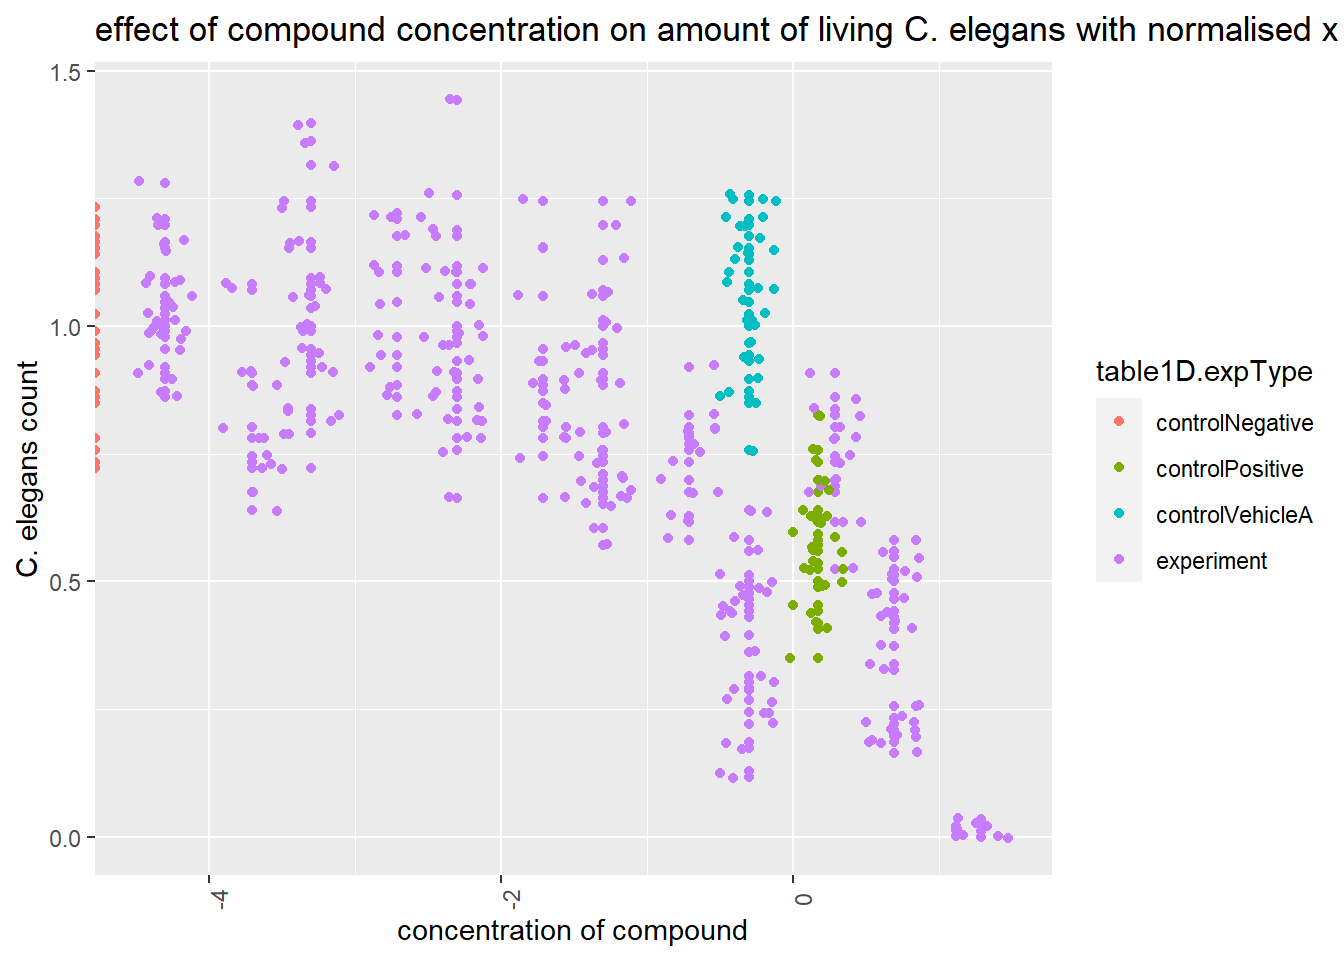 effect of compound concentration on amount of living C. elegans with normalised x
1.5
1.0
0.5
0.0
C. elegans count
-4
-2
0
concentration of compound
table1D.expType
controlNegative
controlPositive
controlVehicleA
experiment